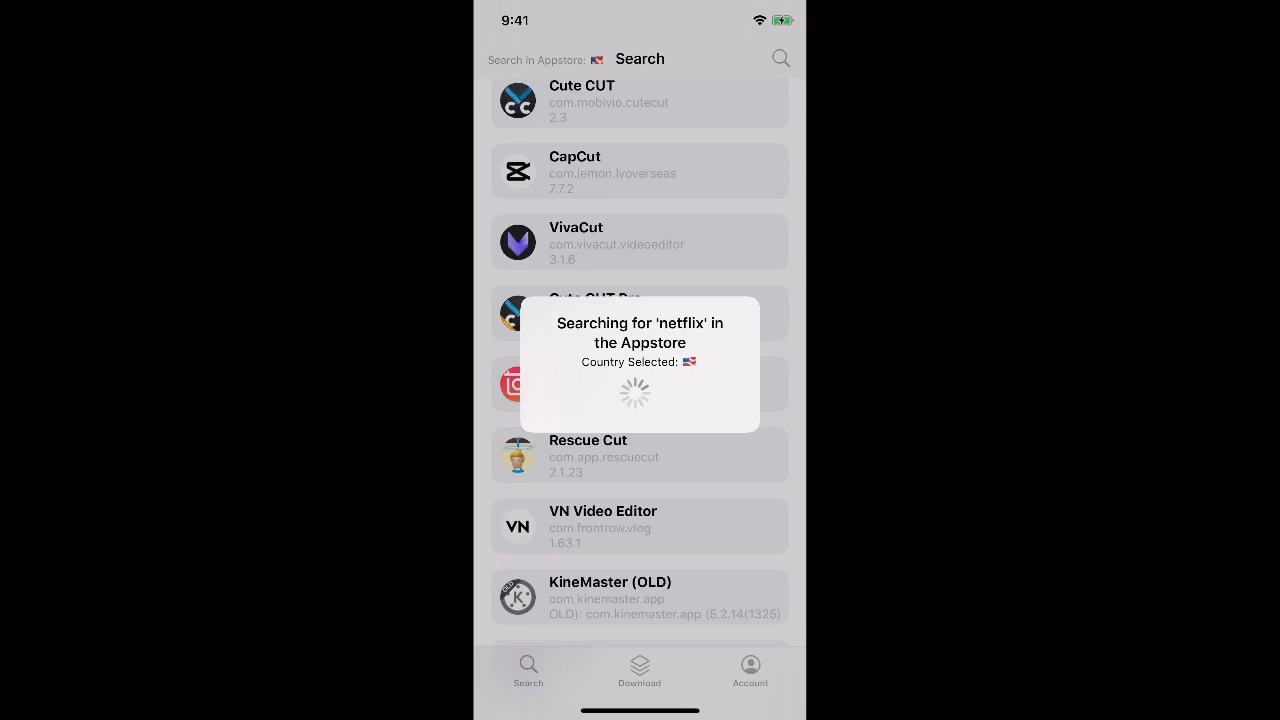 9:41
Search in Appstore: 🇺🇸 Search
Cute CUT
com.mobivio.cutecut
2.3
CapCut
com.lemon.lvoverseas
7.7.2
VivaCut
com.vivacut.videoeditor
3.1.6
Searching for 'netflix' in
the Appstore
Country Selected: 🇺🇸
Rescue Cut
com.app.rescuecut
2.1.23
VN
VN Video Editor
com.frontrow.vlog
1.63.1
OLD
K
KineMaster (OLD)
com.kinemaster.app
OLD): com.kinemaster.app (5.2.14(1325)
Search
Download
Account